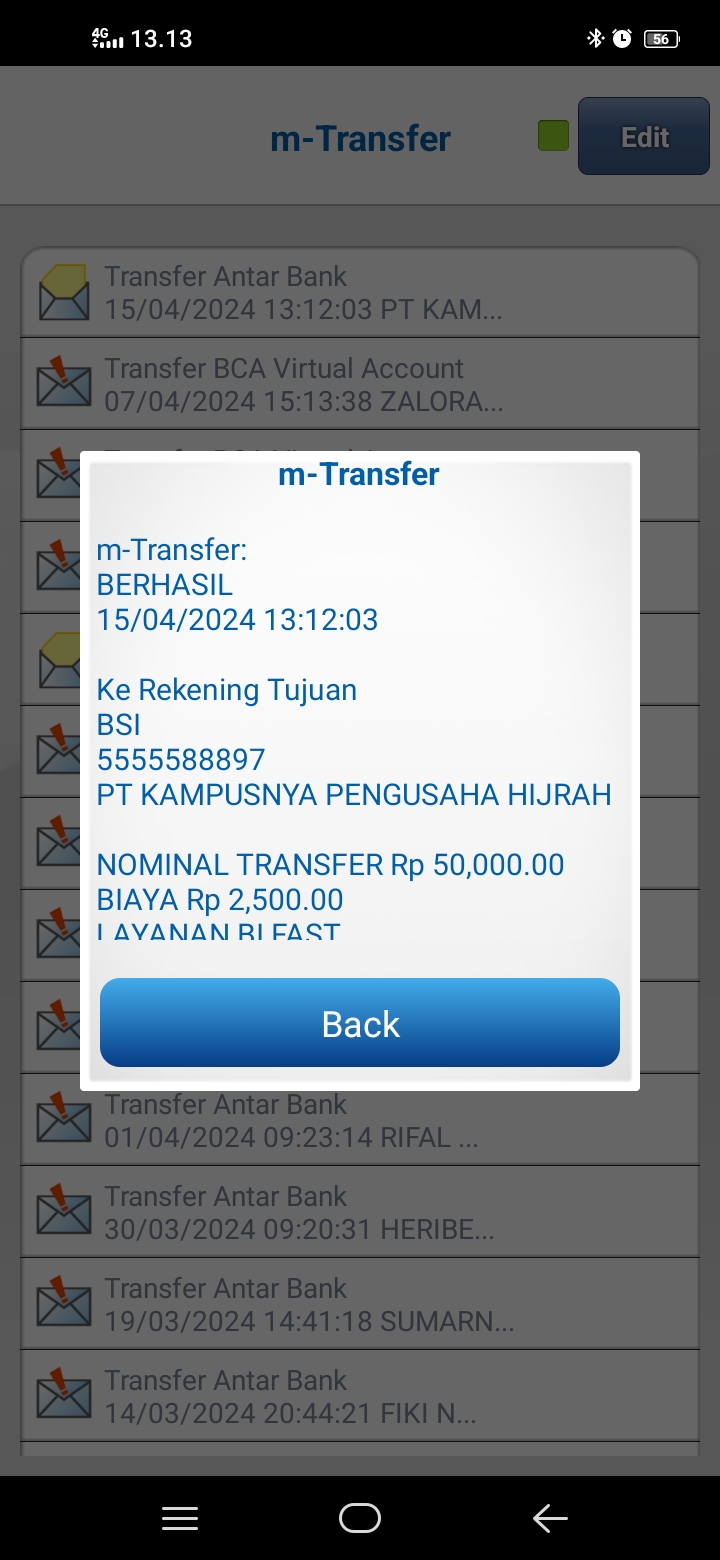 4G 13.13 56
m-Transfer
Edit
Transfer Antar Bank
15/04/2024 13:12:03 PT KAM...
Transfer BCA Virtual Account
07/04/2024 15:13:38 ZALORA...
m-Transfer
m-Transfer:
BERHASIL
15/04/2024 13:12:03
Ke Rekening Tujuan
BSI
5555588897
PT KAMPUSNYA PENGUSAHA HIJRAH
NOMINAL TRANSFER Rp 50,000.00
BIAYA Rp 2,500.00
LAYANAN BI FAST
Back
Transfer Antar Bank
01/04/2024 09:23:14 RIFAL ...
Transfer Antar Bank
30/03/2024 09:20:31 HERIBE...
Transfer Antar Bank
19/03/2024 14:41:18 SUMARN...
Transfer Antar Bank
14/03/2024 20:44:21 FIKI N...